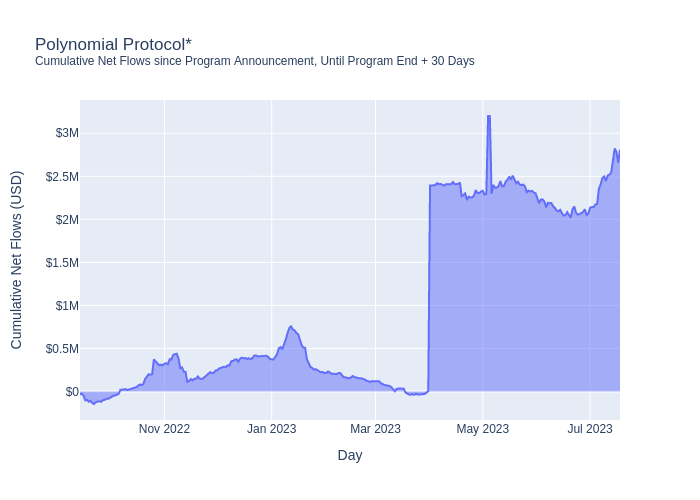 Polynomial Protocol*
Cumulative Net Flows since Program Announcement, Until Program End + 30 Days
Cumulative Net Flows (USD)
$3M
$2.5M
$2M
$1.5M
$1M
$0.5M
$0
Nov 2022
Jan 2023
Mar 2023
May 2023
Jul 2023
Day